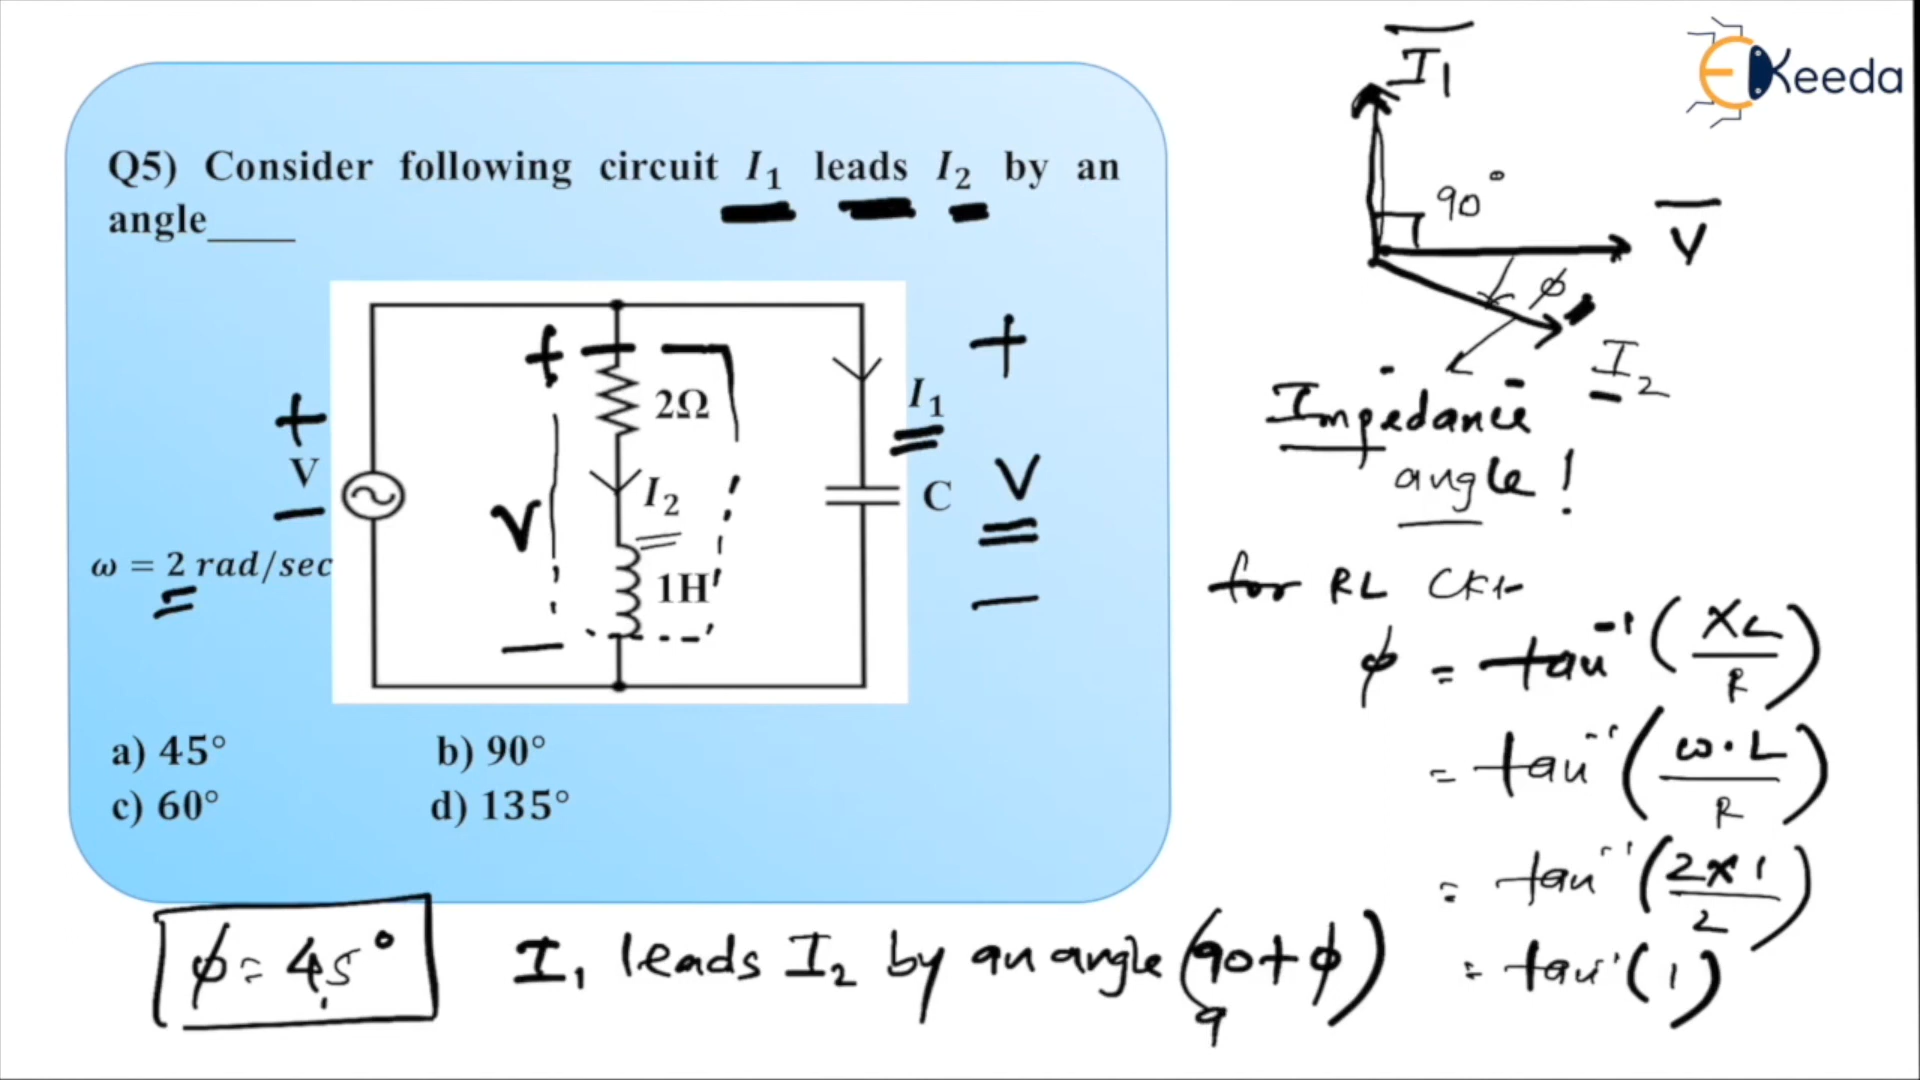 Q5) Consider following circuit I₁ leads I₂ by an
angle____
+
V
−
ω = 2 rad/sec
+
V
−
2Ω
I₂
1H
I₁
C
+
V
−
a) 45°
b) 90°
c) 60°
d) 135°
EKeeda
I₁
90°
V
φ
I₂
Impedance
angle!
for RL Ckt
φ = tan⁻¹(XL/R)
= tan⁻¹(ω·L/R)
= tan⁻¹(2×1/2)
= tan⁻¹(1)
φ = 45°
I₁ leads I₂ by an angle (90+φ)